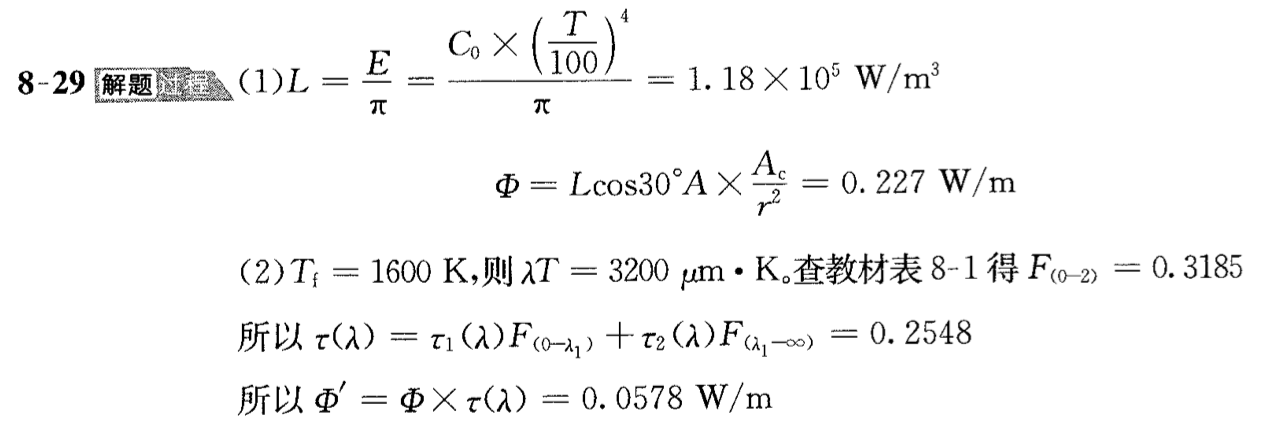 8-29 解题过程 (1)L = E/π = C₀ × (T/100)⁴/π = 1.18 × 10⁵ W/m³
Φ = Lcos30°A × A_c/r² = 0.227 W/m
(2)T_f = 1600 K,则 λT = 3200 μm·K。查教材表 8-1 得 F₍₀₋₂₎ = 0.3185
所以 τ(λ) = τ₁(λ)F_(0−λ₁) + τ₂(λ)F_(λ₁−∞) = 0.2548
所以 Φ′ = Φ × τ(λ) = 0.0578 W/m